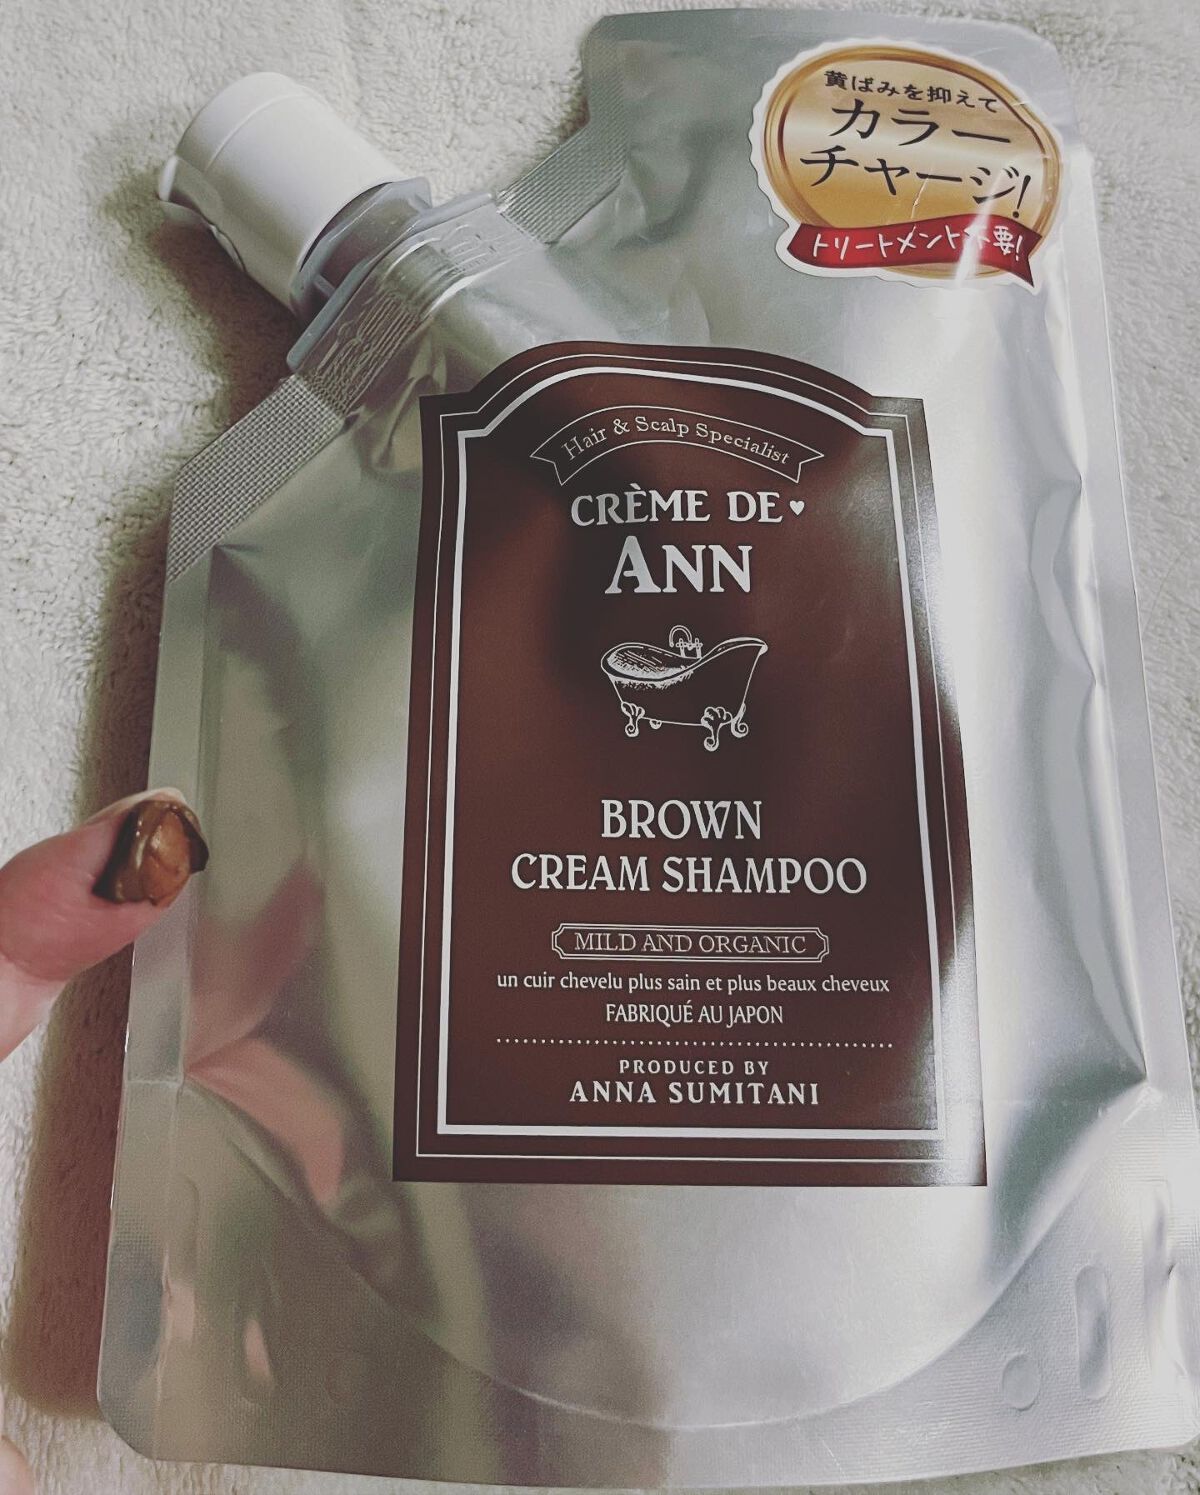 黄ばみを抑えて
カラー
チャージ!
トリートメント不要!
Hair & Scalp Specialist
CRÈME DE♥
ANN
BROWN
CREAM SHAMPOO
MILD AND ORGANIC
un cuir chevelu plus sain et plus beaux cheveux
FABRIQUÉ AU JAPON
PRODUCED BY
ANNA SUMITANI